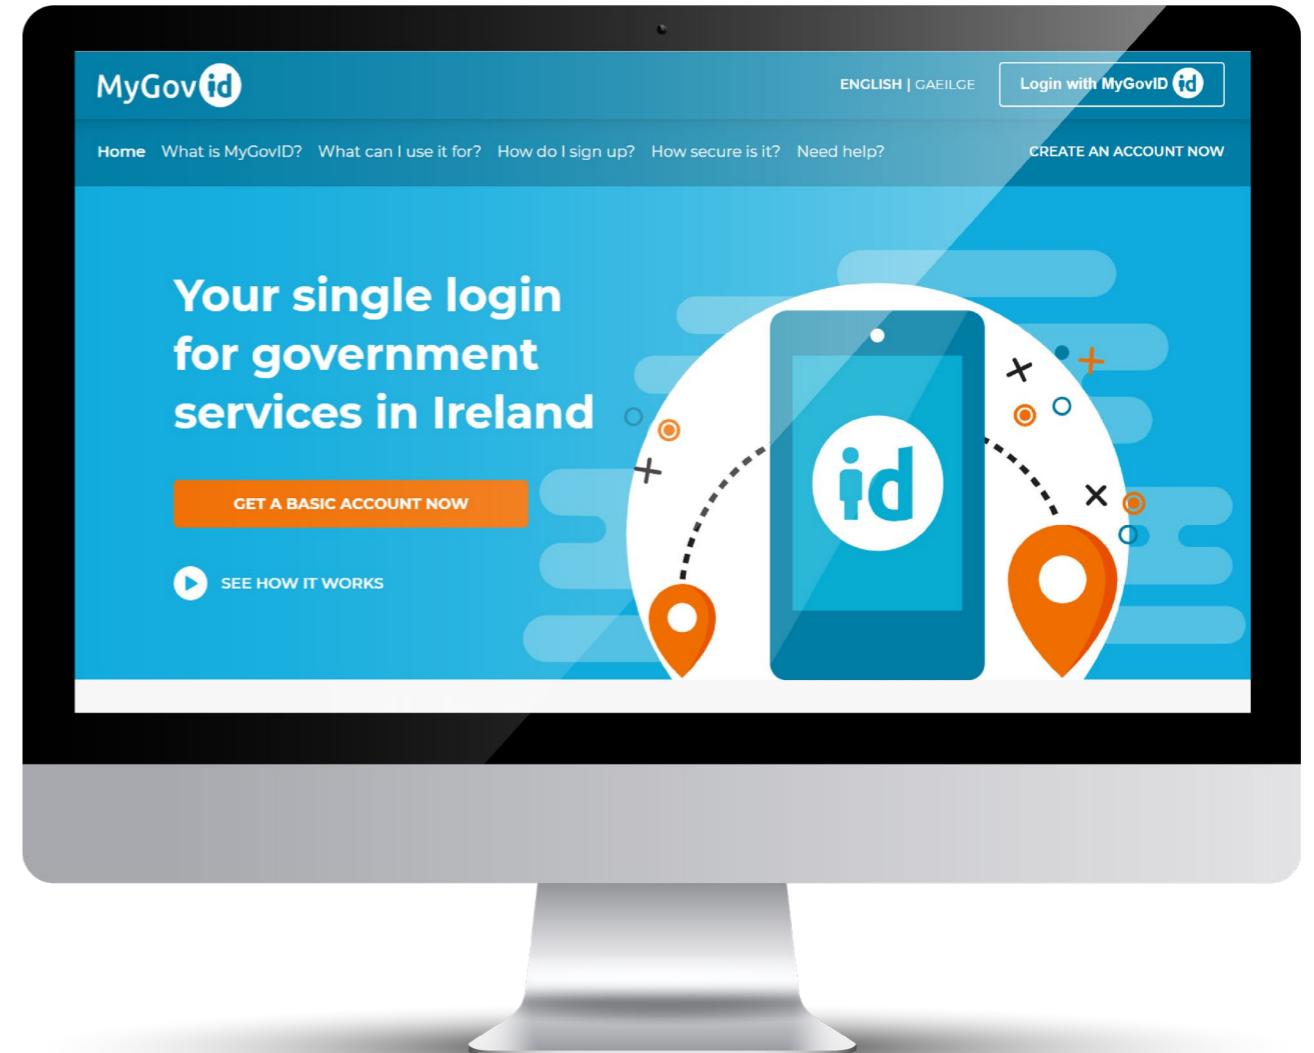 MyGovid
ENGLISH | GAEILGE
Login with MyGovID id
Home What is MyGovID? What can I use it for? How do I sign up? How secure is it? Need help?
CREATE AN ACCOUNT NOW
Your single login
for government
services in Ireland
GET A BASIC ACCOUNT NOW
SEE HOW IT WORKS
id